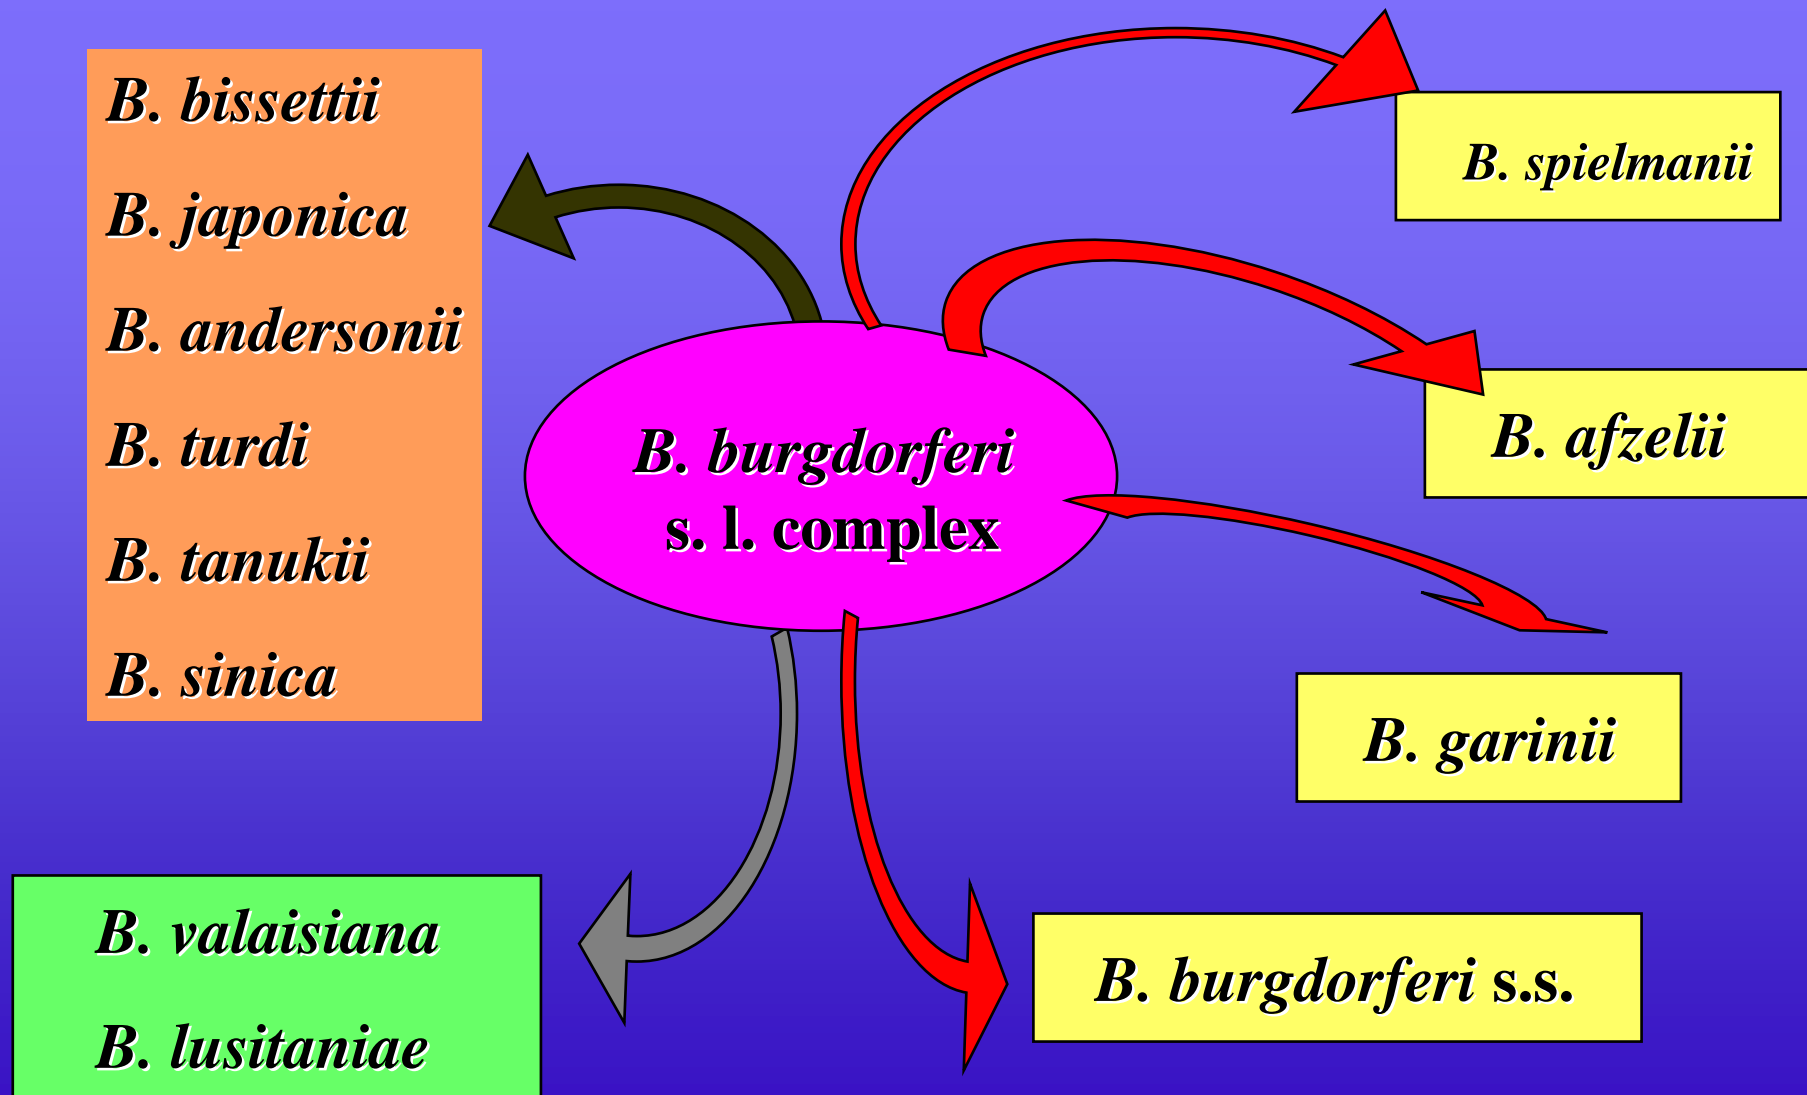 B. bissettii
B. japonica
B. andersonii
B. turdi
B. tanukii
B. sinica
B. burgdorferi
s. l. complex
B. spielmanii
B. afzelii
B. garinii
B. burgdorferi s.s.
B. valaisiana
B. lusitaniae